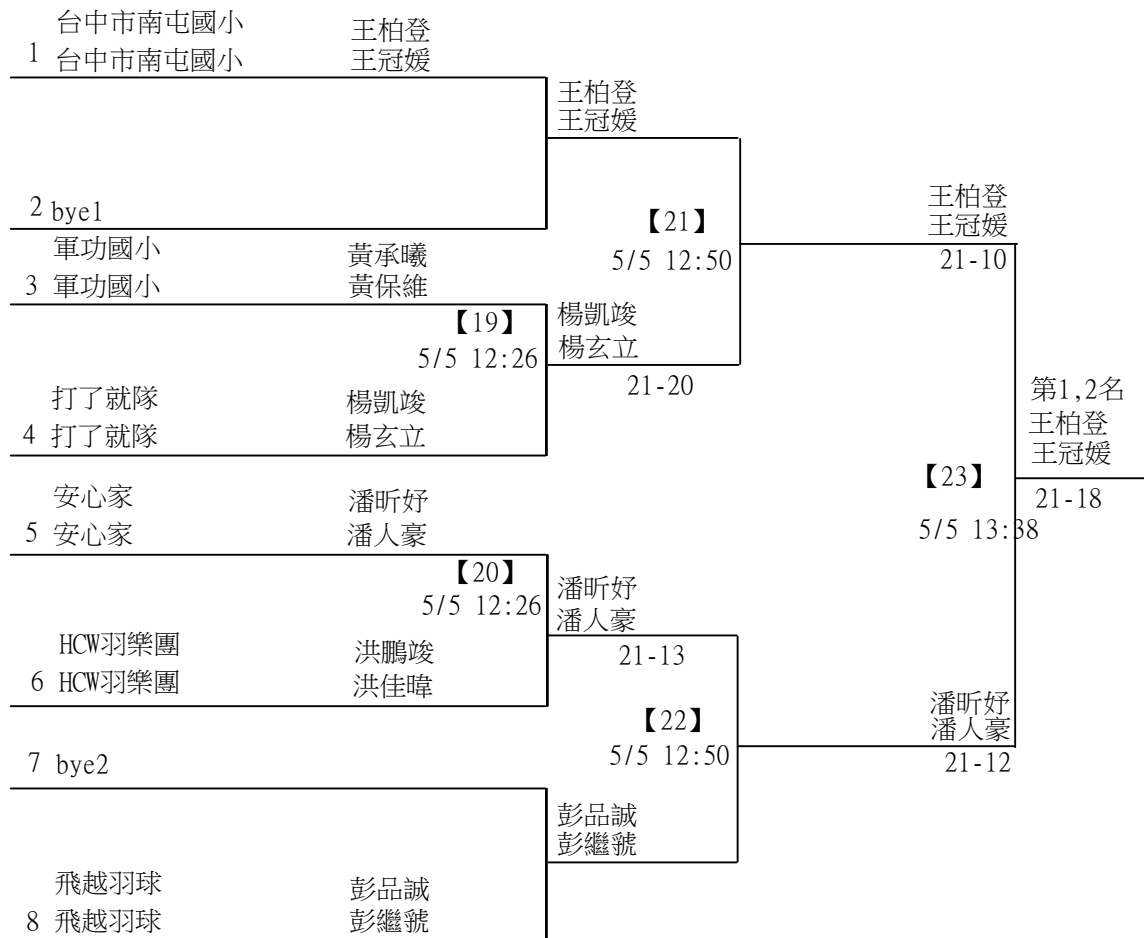 台中市南屯國小 王柏登
1 台中市南屯國小 王冠媛
王柏登
王冠媛
2 bye1
【21】
5/5 12:50
王柏登
王冠媛
21-10
軍功國小 黃承曦
3 軍功國小 黃保維
【19】
5/5 12:26
楊凱竣
楊玄立
21-20
打了就隊 楊凱竣
4 打了就隊 楊玄立
第1,2名
王柏登
王冠媛
21-18
【23】
5/5 13:38
安心家 潘昕妤
5 安心家 潘人豪
【20】
5/5 12:26
潘昕妤
潘人豪
21-13
HCW羽樂團 洪鵬竣
6 HCW羽樂團 洪佳暐
【22】
5/5 12:50
潘昕妤
潘人豪
21-12
7 bye2
彭品誠
彭繼虢
飛越羽球 彭品誠
8 飛越羽球 彭繼虢